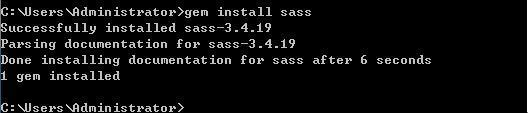 C:\Users\Administrator>gem install sass
Successfully installed sass-3.4.19
Parsing documentation for sass-3.4.19
Done installing documentation for sass after 6 seconds
1 gem installed
C:\Users\Administrator>